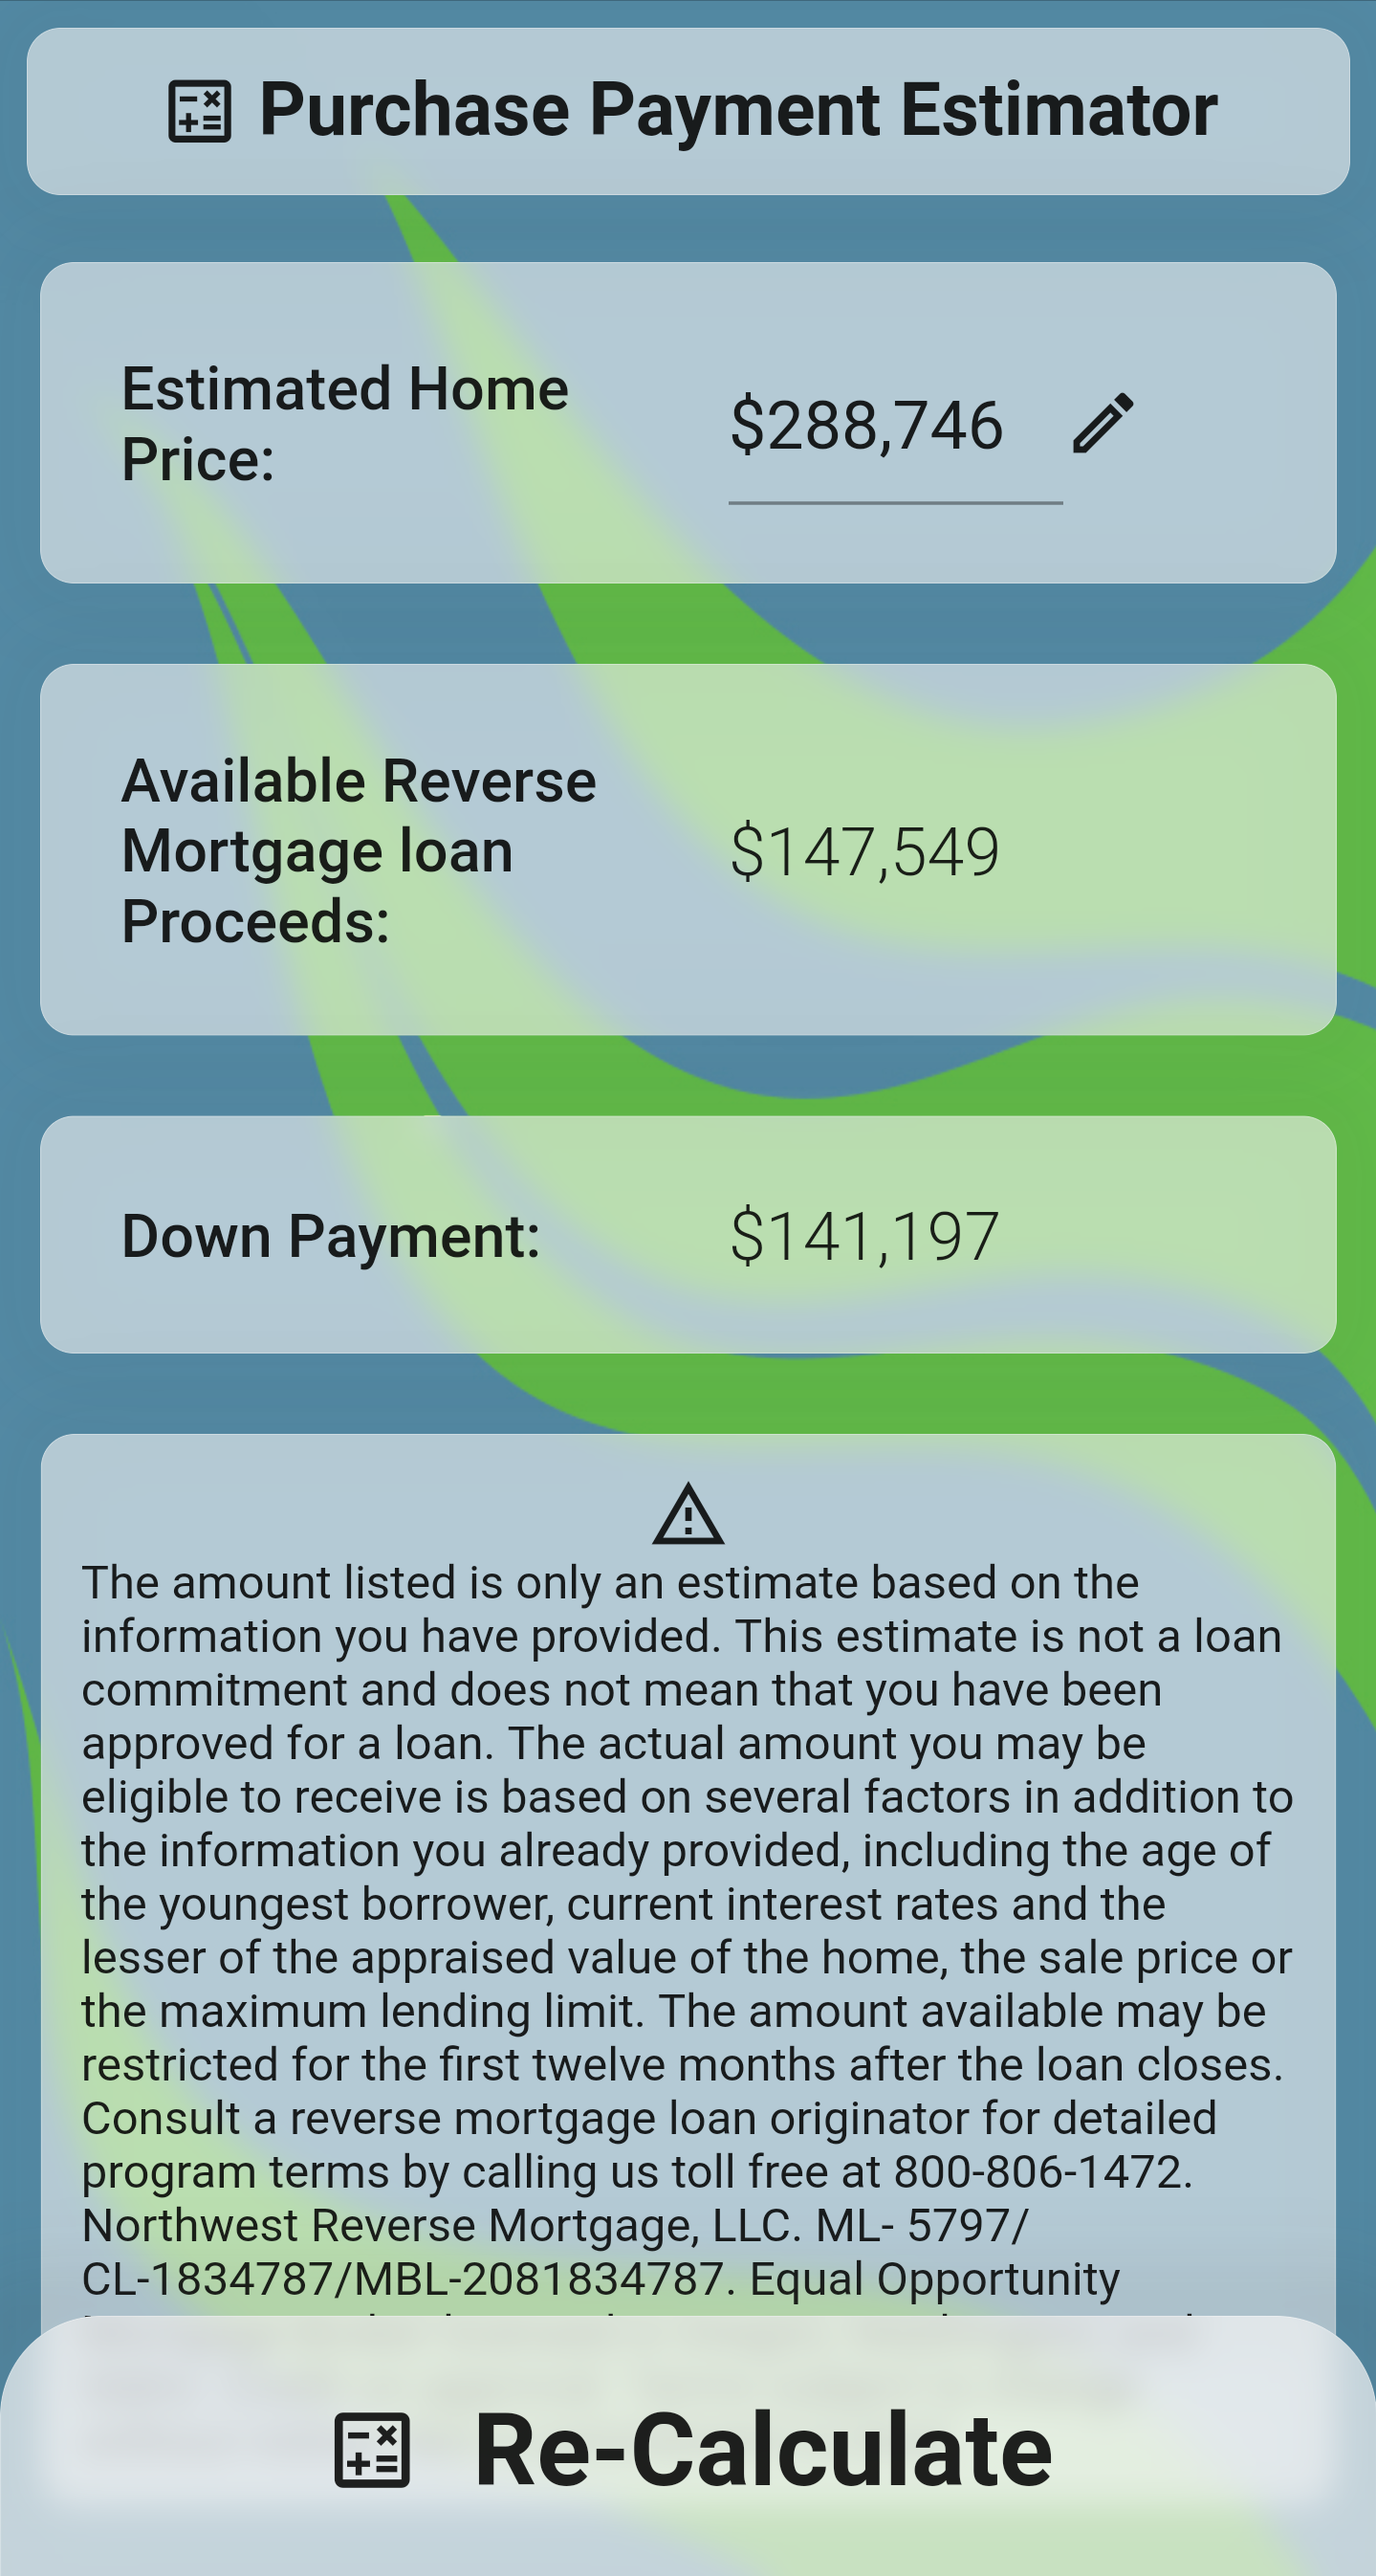 Purchase Payment Estimator
Estimated Home
Price:
$288,746
Available Reverse
Mortgage loan
Proceeds:
$147,549
Down Payment:
$141,197
The amount listed is only an estimate based on the
information you have provided. This estimate is not a loan
commitment and does not mean that you have been
approved for a loan. The actual amount you may be
eligible to receive is based on several factors in addition to
the information you already provided, including the age of
the youngest borrower, current interest rates and the
lesser of the appraised value of the home, the sale price or
the maximum lending limit. The amount available may be
restricted for the first twelve months after the loan closes.
Consult a reverse mortgage loan originator for detailed
program terms by calling us toll free at 800-806-1472.
Northwest Reverse Mortgage, LLC. ML- 5797/
CL-1834787/MBL-2081834787. Equal Opportunity
Re-Calculate